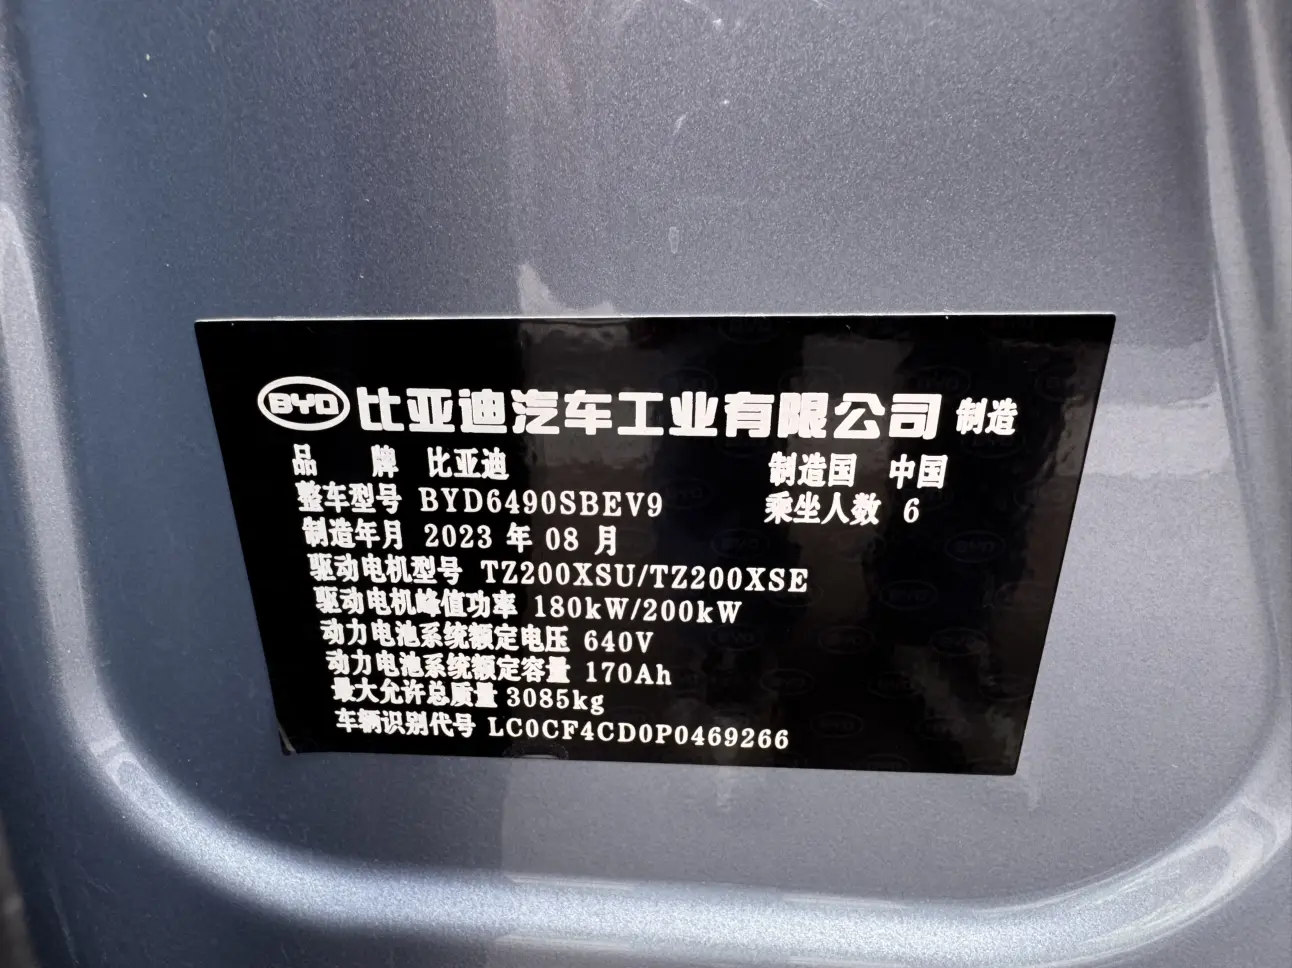 BYD 比亚迪汽车工业有限公司 制造
品 牌 比亚迪 制造国 中国
整车型号 BYD6490SBEV9 乘坐人数 6
制造年月 2023 年 08 月
驱动电机型号 TZ200XSU/TZ200XSE
驱动电机峰值功率 180kW/200kW
动力电池系统额定电压 640V
动力电池系统额定容量 170Ah
最大允许总质量 3085kg
车辆识别代号 LC0CF4CD0P0469266